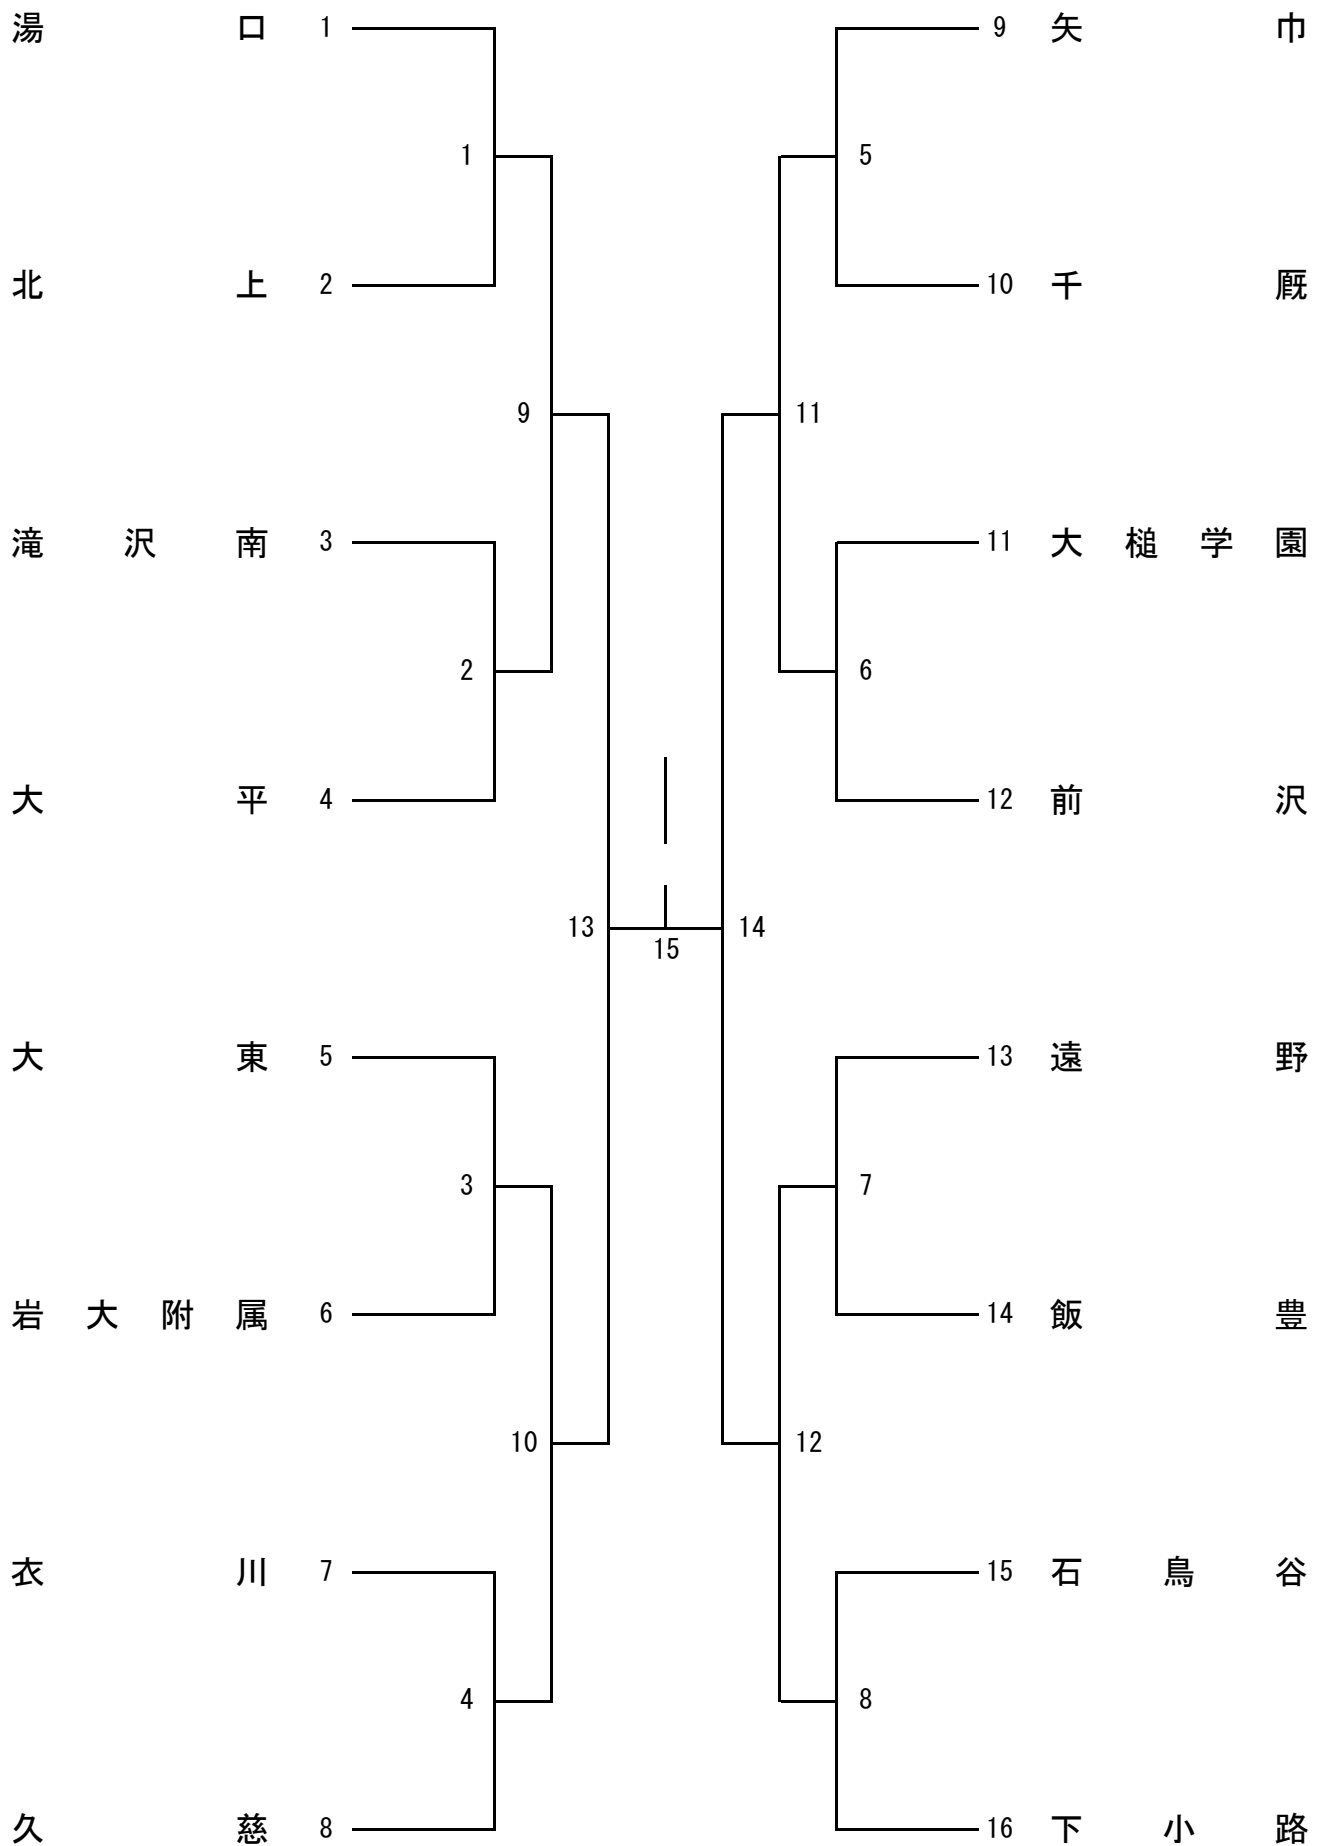 湯口 1
9 矢巾
1
5
北上 2
10 千厩
9
11
滝沢南 3
11 大槌学園
2
6
大平 4
12 前沢
13
14
15
大東 5
13 遠野
3
7
岩大附属 6
14 飯豊
10
12
衣川 7
15 石鳥谷
4
8
久慈 8
16 下小路